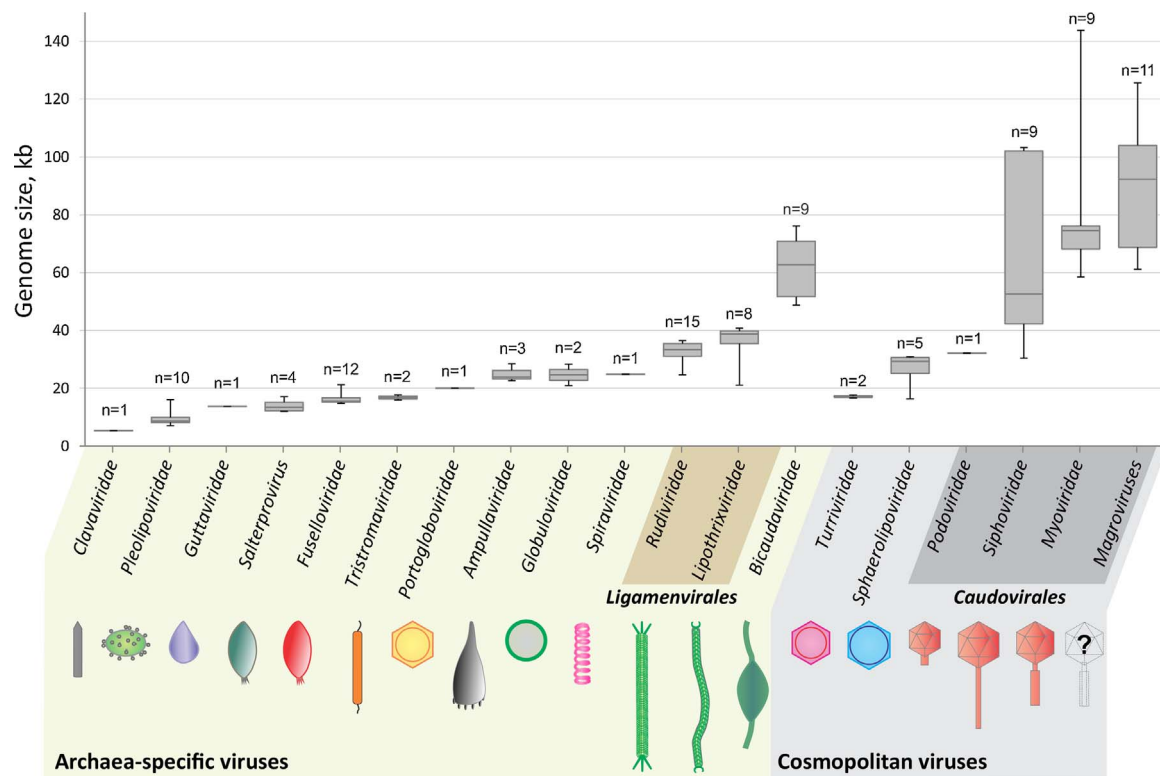 Genome size, kb
140
120
100
80
60
40
20
0
n=1
n=10
n=1
n=4
n=12
n=2
n=1
n=3
n=2
n=1
n=15
n=8
n=9
n=2
n=5
n=1
n=9
n=9
n=11
Clavaviridae
Pleolipoviridae
Guttaviridae
Salterprovirus
Fuselloviridae
Tristromaviridae
Portogloboviridae
Ampullaviridae
Globuloviridae
Spiraviridae
Rudiviridae
Lipothrixviridae
Bicaudaviridae
Turriviridae
Sphaerolipoviridae
Podoviridae
Siphoviridae
Myoviridae
Magroviruses
Ligamenvirales
Caudovirales
?
Archaea-specific viruses
Cosmopolitan viruses